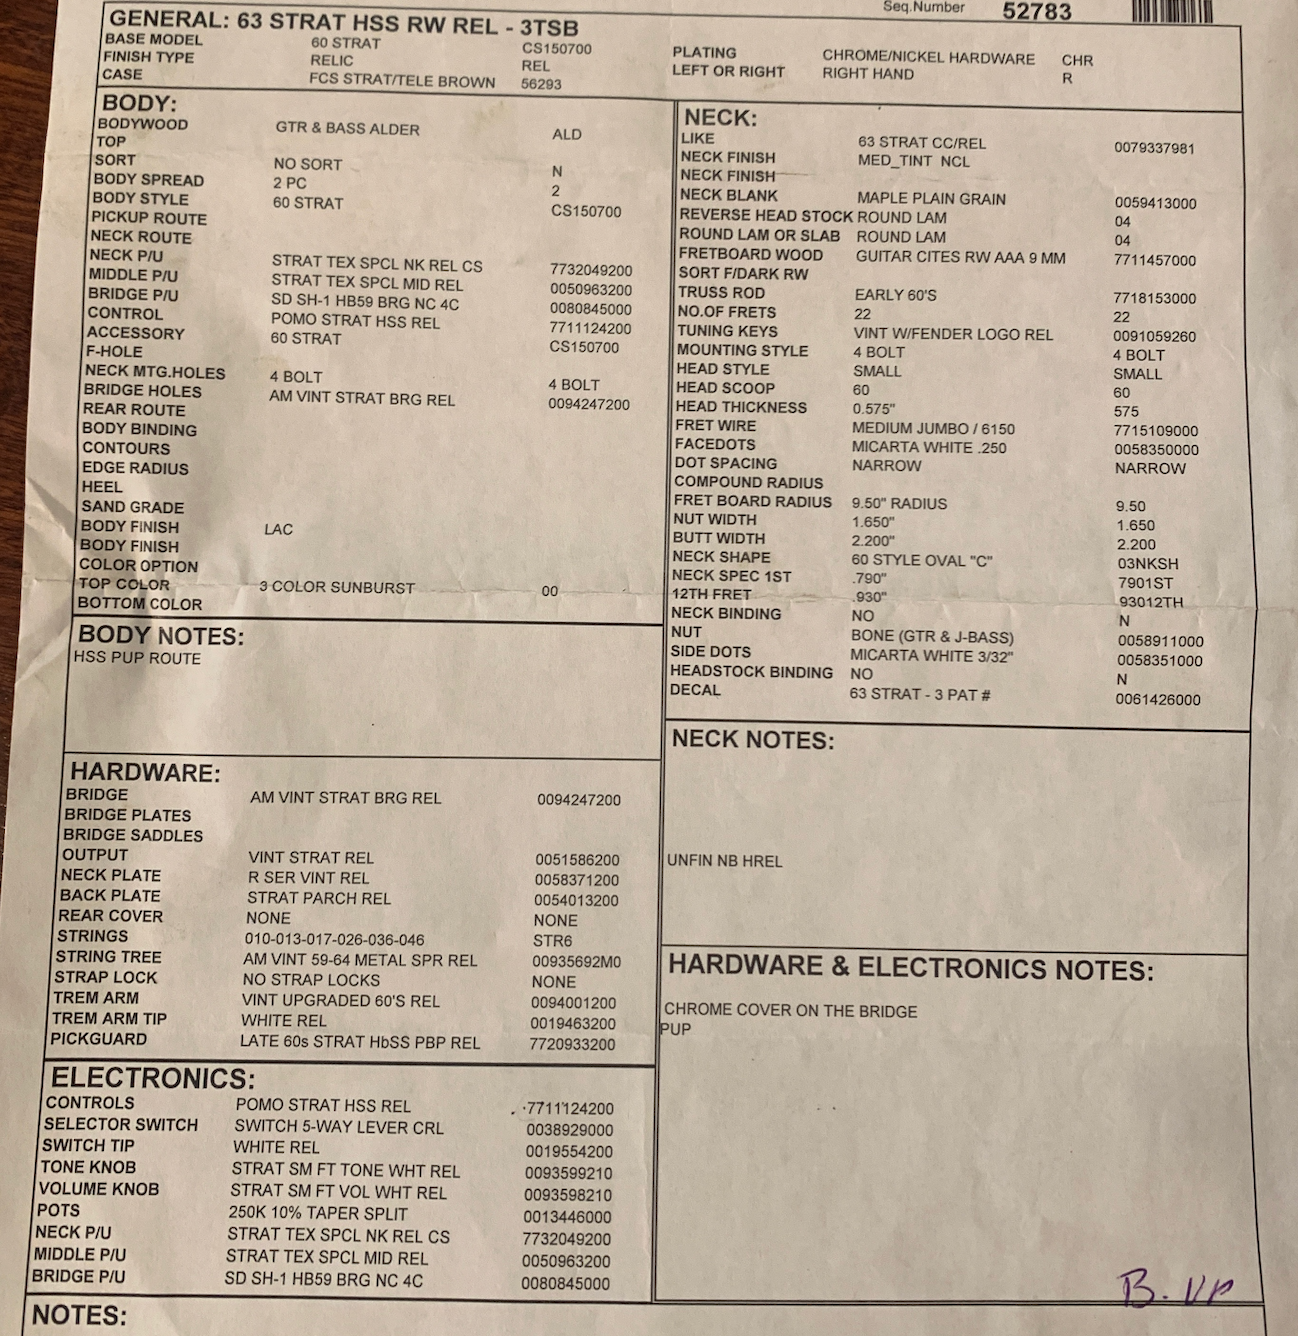 Seq.Number 52783
GENERAL: 63 STRAT HSS RW REL - 3TSB
BASE MODEL 60 STRAT CS150700
FINISH TYPE RELIC REL
CASE FCS STRAT/TELE BROWN 56293
PLATING CHROME/NICKEL HARDWARE CHR
LEFT OR RIGHT RIGHT HAND R
BODY:
BODYWOOD GTR & BASS ALDER ALD
TOP
SORT NO SORT N
BODY SPREAD 2 PC 2
BODY STYLE 60 STRAT CS150700
PICKUP ROUTE
NECK ROUTE
NECK P/U STRAT TEX SPCL NK REL CS 7732049200
MIDDLE P/U STRAT TEX SPCL MID REL 0050963200
BRIDGE P/U SD SH-1 HB59 BRG NC 4C 0080845000
CONTROL POMO STRAT HSS REL 7711124200
ACCESSORY 60 STRAT CS150700
F-HOLE
NECK MTG.HOLES 4 BOLT 4 BOLT
BRIDGE HOLES AM VINT STRAT BRG REL 0094247200
REAR ROUTE
BODY BINDING
CONTOURS
EDGE RADIUS
HEEL
SAND GRADE
BODY FINISH LAC
BODY FINISH
COLOR OPTION
TOP COLOR 3 COLOR SUNBURST 00
BOTTOM COLOR
BODY NOTES:
HSS PUP ROUTE
HARDWARE:
BRIDGE AM VINT STRAT BRG REL 0094247200
BRIDGE PLATES
BRIDGE SADDLES
OUTPUT VINT STRAT REL 0051586200
NECK PLATE R SER VINT REL 0058371200
BACK PLATE STRAT PARCH REL 0054013200
REAR COVER NONE NONE
STRINGS 010-013-017-026-036-046 STR6
STRING TREE AM VINT 59-64 METAL SPR REL 00935692M0
STRAP LOCK NO STRAP LOCKS NONE
TREM ARM VINT UPGRADED 60'S REL 0094001200
TREM ARM TIP WHITE REL 0019463200
PICKGUARD LATE 60s STRAT HbSS PBP REL 7720933200
ELECTRONICS:
CONTROLS POMO STRAT HSS REL 7711124200
SELECTOR SWITCH SWITCH 5-WAY LEVER CRL 0038929000
SWITCH TIP WHITE REL 0019554200
TONE KNOB STRAT SM FT TONE WHT REL 0093599210
VOLUME KNOB STRAT SM FT VOL WHT REL 0093598210
POTS 250K 10% TAPER SPLIT 0013446000
NECK P/U STRAT TEX SPCL NK REL CS 7732049200
MIDDLE P/U STRAT TEX SPCL MID REL 0050963200
BRIDGE P/U SD SH-1 HB59 BRG NC 4C 0080845000
NOTES:
NECK:
LIKE 63 STRAT CC/REL 0079337981
NECK FINISH MED_TINT NCL
NECK FINISH
NECK BLANK MAPLE PLAIN GRAIN 0059413000
REVERSE HEAD STOCK ROUND LAM 04
ROUND LAM OR SLAB ROUND LAM 04
FRETBOARD WOOD GUITAR CITES RW AAA 9 MM 7711457000
SORT F/DARK RW
TRUSS ROD EARLY 60'S 7718153000
NO.OF FRETS 22 22
TUNING KEYS VINT W/FENDER LOGO REL 0091059260
MOUNTING STYLE 4 BOLT 4 BOLT
HEAD STYLE SMALL SMALL
HEAD SCOOP 60 60
HEAD THICKNESS 0.575" 575
FRET WIRE MEDIUM JUMBO / 6150 7715109000
FACEDOTS MICARTA WHITE .250 0058350000
DOT SPACING NARROW NARROW
COMPOUND RADIUS
FRET BOARD RADIUS 9.50" RADIUS 9.50
NUT WIDTH 1.650" 1.650
BUTT WIDTH 2.200" 2.200
NECK SHAPE 60 STYLE OVAL "C" 03NKSH
NECK SPEC 1ST .790" 7901ST
12TH FRET .930" 93012TH
NECK BINDING NO N
NUT BONE (GTR & J-BASS) 0058911000
SIDE DOTS MICARTA WHITE 3/32" 0058351000
HEADSTOCK BINDING NO N
DECAL 63 STRAT - 3 PAT # 0061426000
NECK NOTES:
UNFIN NB HREL
HARDWARE & ELECTRONICS NOTES:
CHROME COVER ON THE BRIDGE
PUP